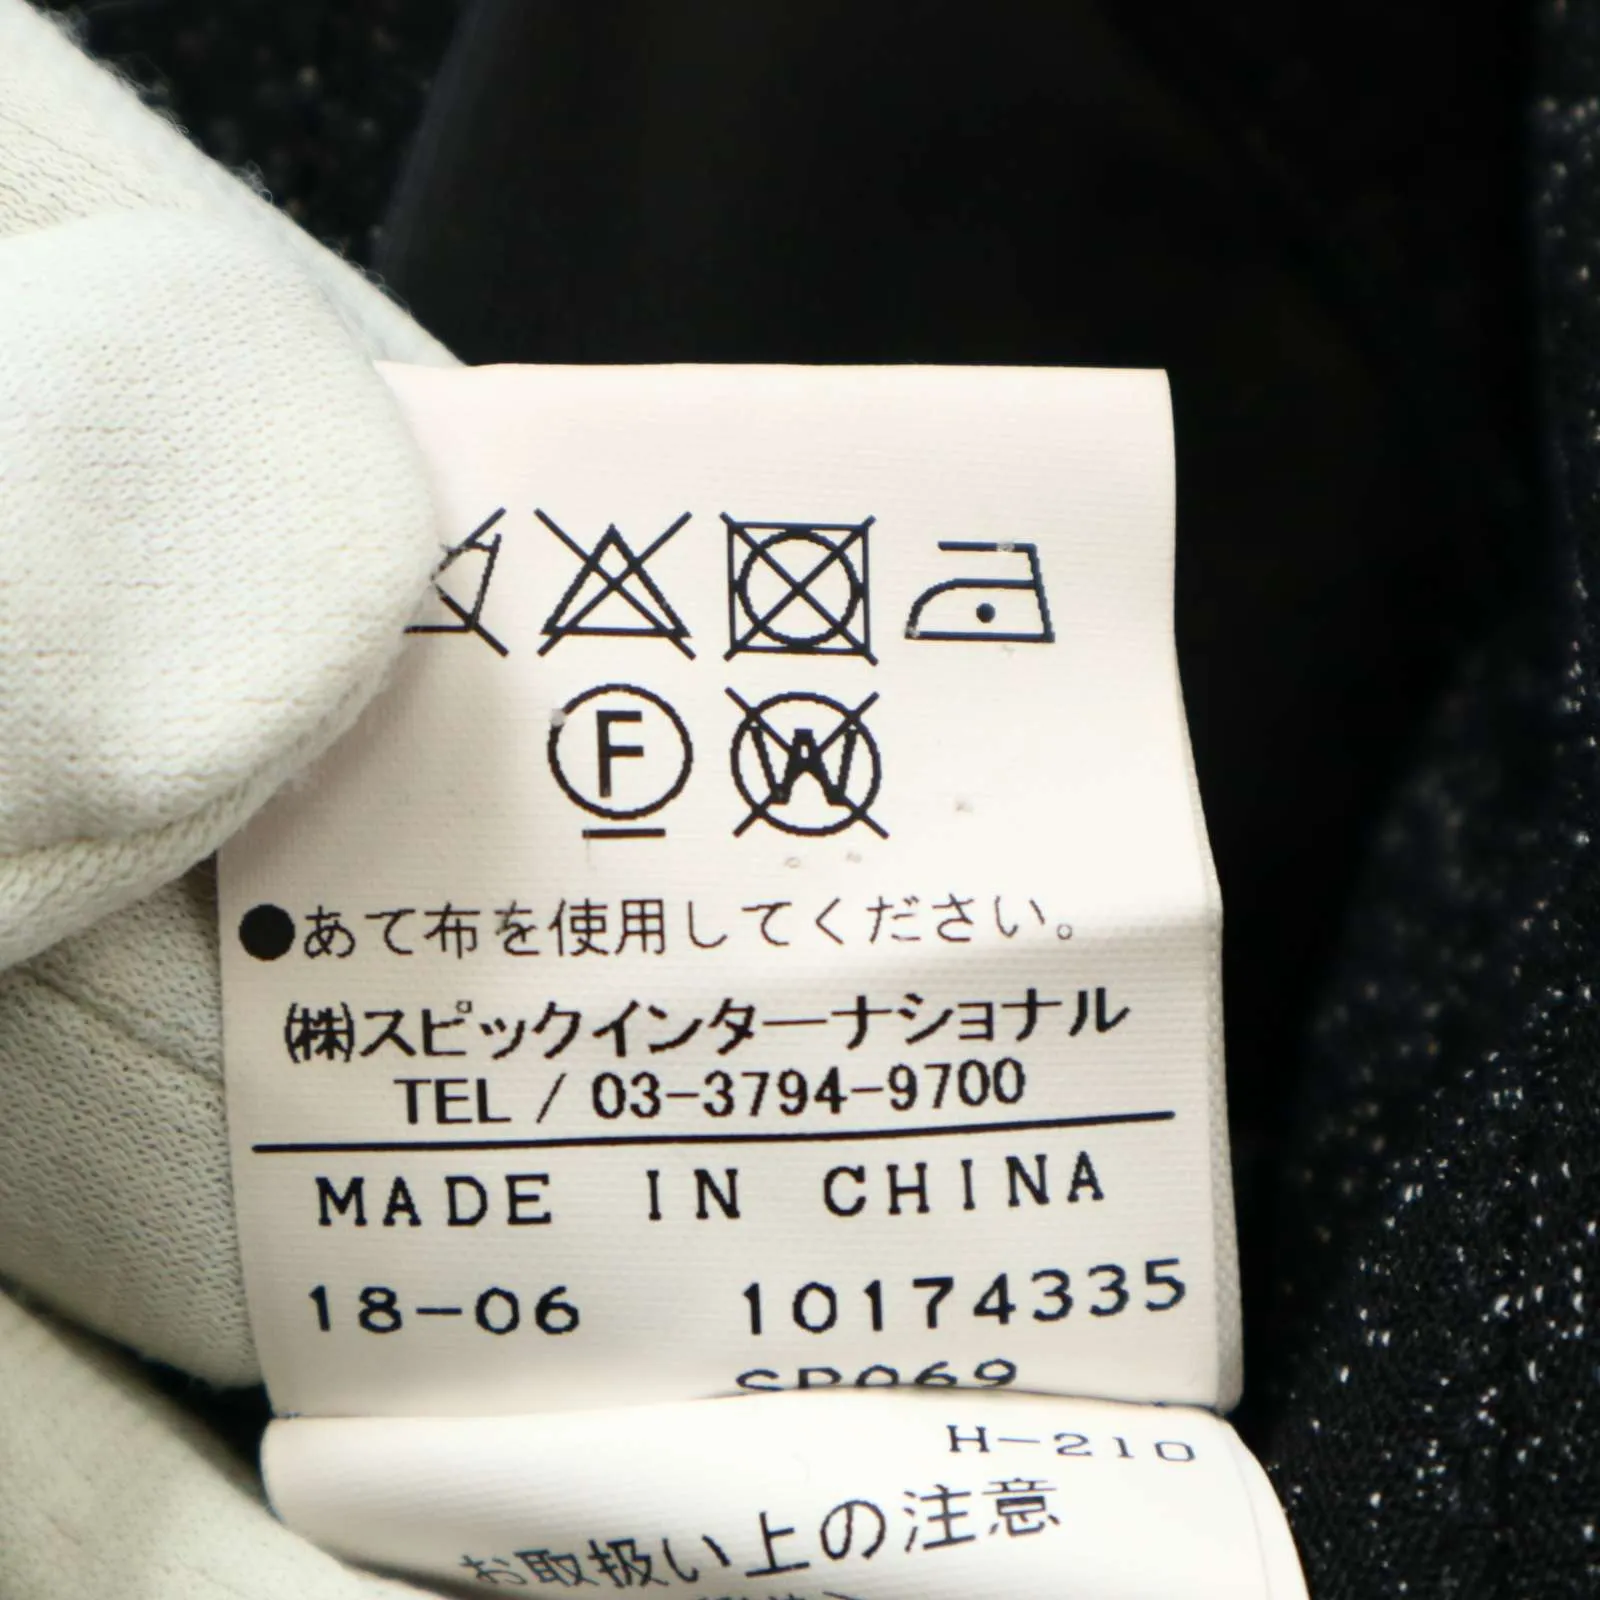 F W
●あて布を使用してください。
(株)スピックインターナショナル
TEL / 03-3794-9700
MADE IN CHINA
18-06 10174335
SP069
H-210
お取扱い上の注意